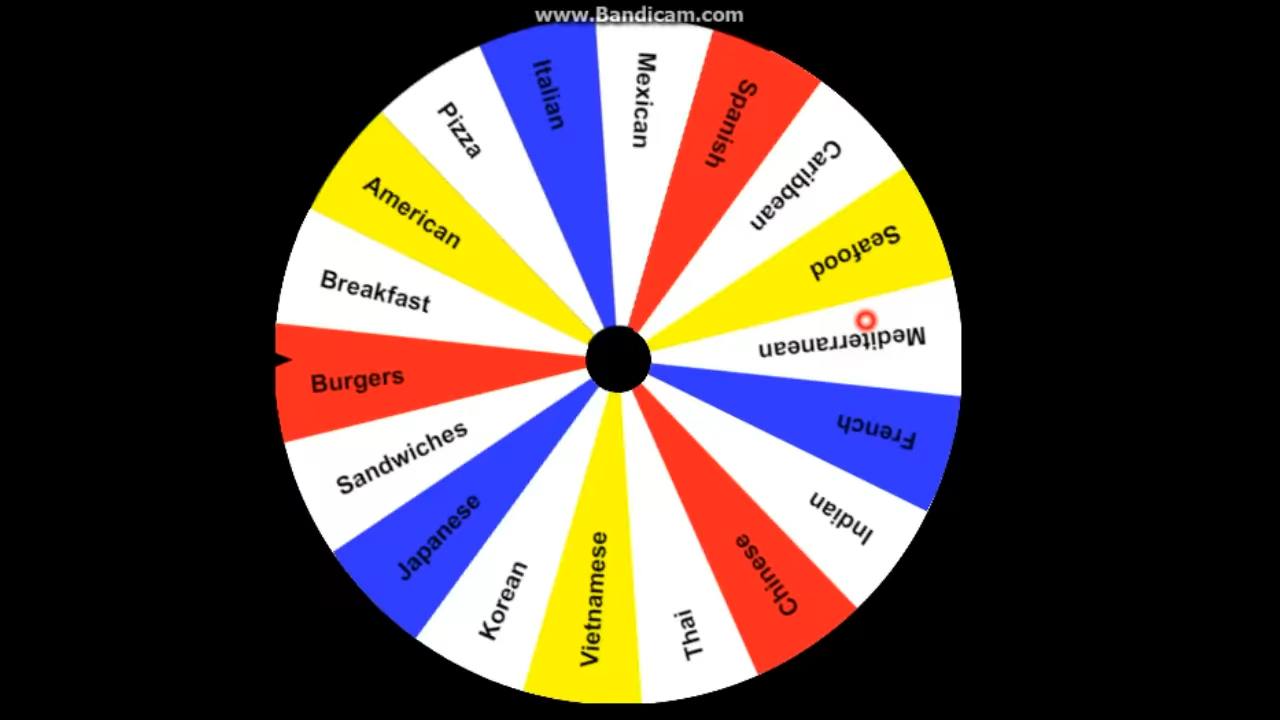 www.Bandicam.com
Mexican
Spanish
Caribbean
Seafood
Mediterranean
French
Indian
Chinese
Thai
Vietnamese
Korean
Japanese
Sandwiches
Burgers
Breakfast
American
Pizza
Italian